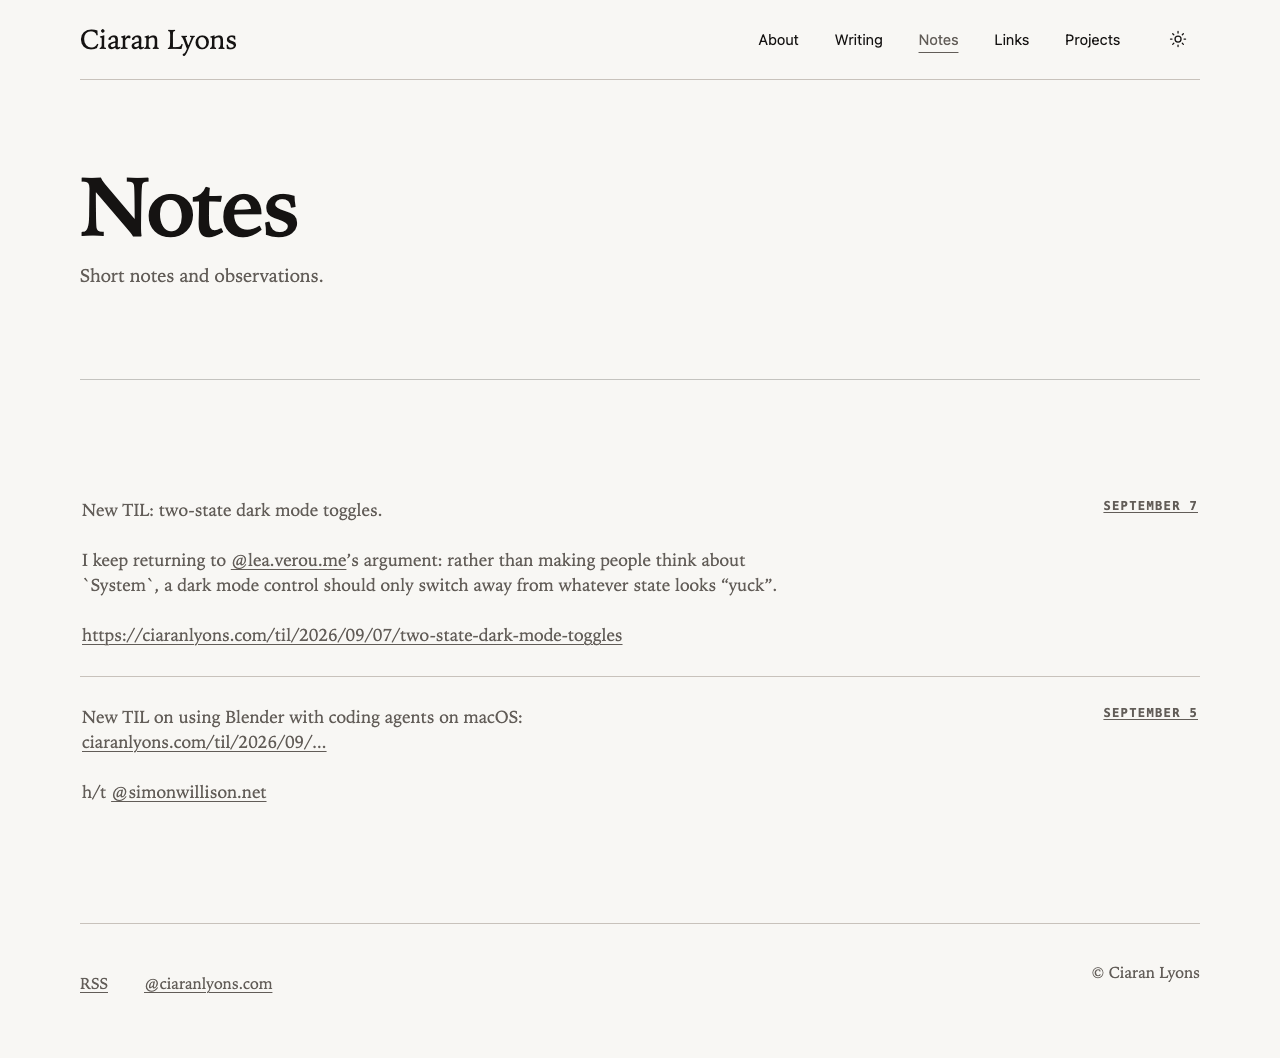 Ciaran Lyons
About Writing Notes Links Projects
Notes
Short notes and observations.
New TIL: two-state dark mode toggles.
SEPTEMBER 7
I keep returning to @lea.verou.me’s argument: rather than making people think about
`System`, a dark mode control should only switch away from whatever state looks “yuck”.
https://ciaranlyons.com/til/2026/09/07/two-state-dark-mode-toggles
New TIL on using Blender with coding agents on macOS:
SEPTEMBER 5
ciaranlyons.com/til/2026/09/...
h/t @simonwillison.net
RSS @ciaranlyons.com
© Ciaran Lyons